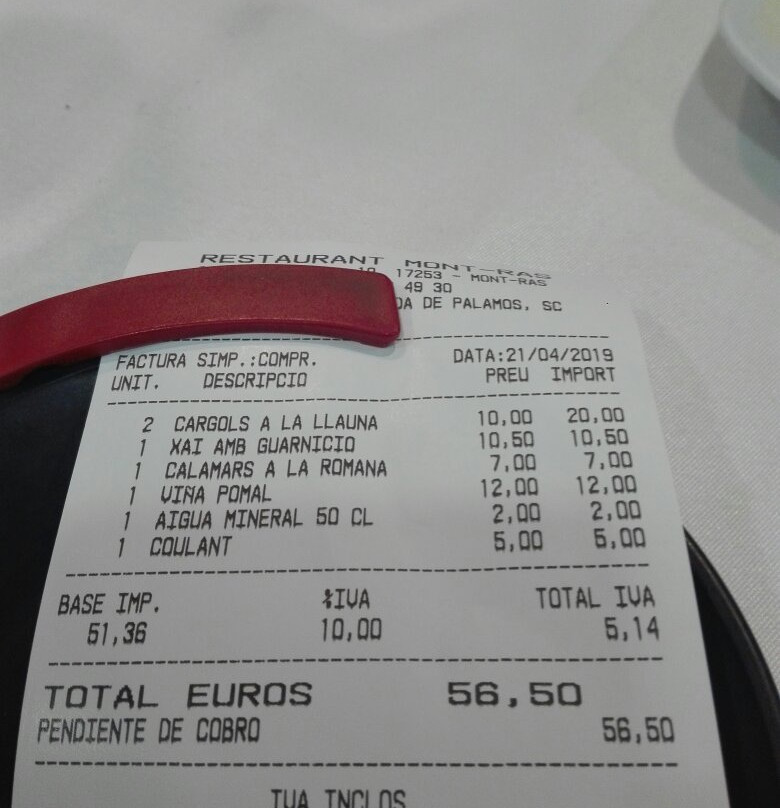 RESTAURANT MONT-RAS
17253 - MONT-RAS
49 30
DA DE PALAMOS, SC
FACTURA SIMP.:COMPR. DATA:21/04/2019
UNIT. DESCRIPCIO PREU IMPORT
2 CARGOLS A LA LLAUNA 10,00 20,00
1 XAI AMB GUARNICIO 10,50 10,50
1 CALAMARS A LA ROMANA 7,00 7,00
1 VIÑA POMAL 12,00 12,00
1 AIGUA MINERAL 50 CL 2,00 2,00
1 COULANT 5,00 5,00
BASE IMP. %IVA TOTAL IVA
51,36 10,00 5,14
TOTAL EUROS 56,50
PENDIENTE DE COBRO 56,50
IVA INCLOS